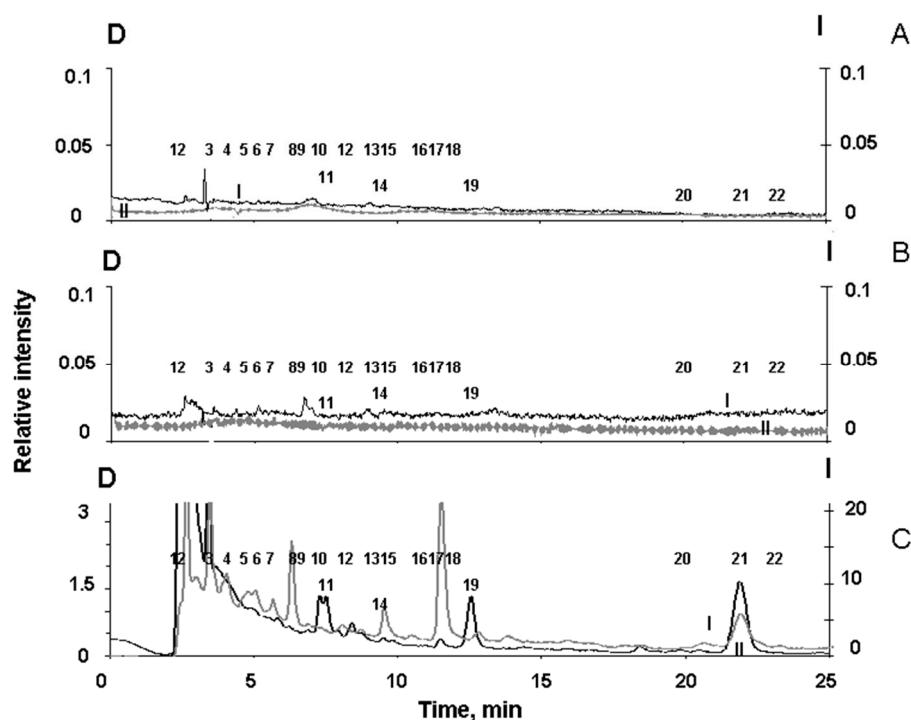 D I A
0.1 0.1
0.05 0.05
12 3 4 5 6 7 89 10 12 1315 161718
11 14 19 20 21 22
I
II
0 0
D I B
0.1 0.1
0.05 0.05
12 3 4 5 6 7 89 10 12 1315 161718 20 21 22
11 14 19
I
II
0 0
Relative intensity
D I
3 20
C
12 3 4 5 6 7 89 10 12 1315 161718 20 21 22
1.5 11 14 19 10
I
II
0 0
0 5 10 15 20 25
Time, min